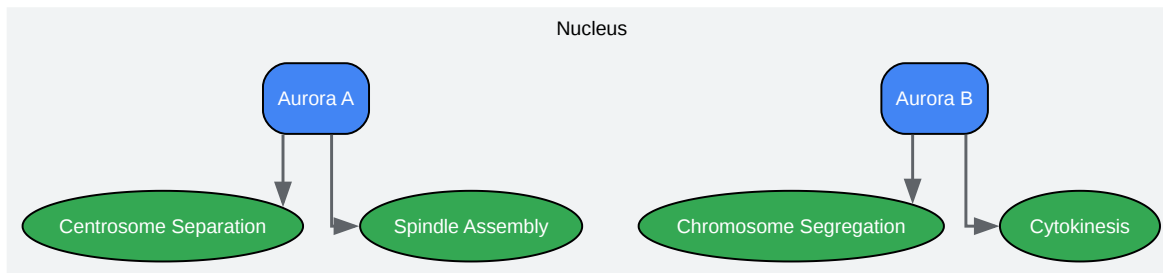 Nucleus
Aurora A
Aurora B
Centrosome Separation
Spindle Assembly
Chromosome Segregation
Cytokinesis